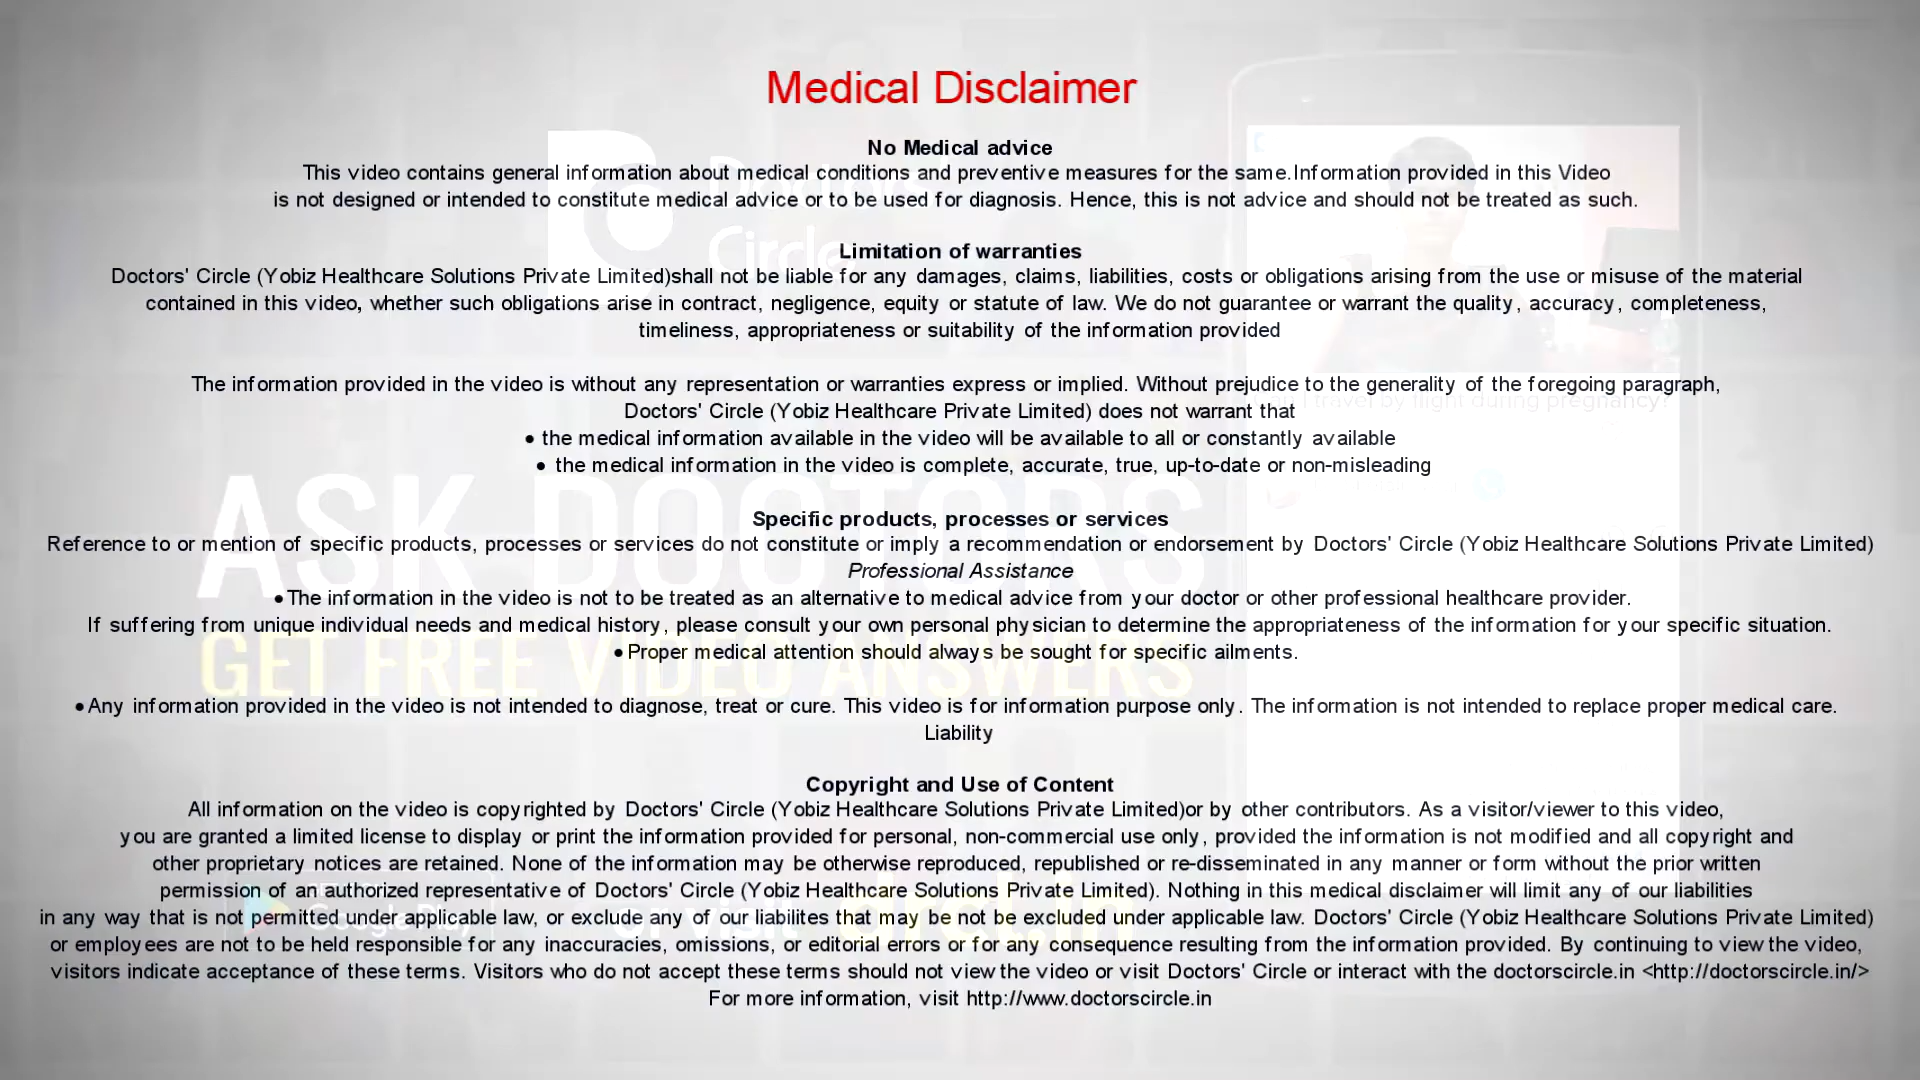 Medical Disclaimer
No Medical advice
This video contains general information about medical conditions and preventive measures for the same.Information provided in this Video
is not designed or intended to constitute medical advice or to be used for diagnosis. Hence, this is not advice and should not be treated as such.
Doctors'
Circle
Limitation of warranties
Doctors' Circle (Yobiz Healthcare Solutions Private Limited)shall not be liable for any damages, claims, liabilities, costs or obligations arising from the use or misuse of the material
contained in this video, whether such obligations arise in contract, negligence, equity or statute of law. We do not guarantee or warrant the quality, accuracy, completeness,
timeliness, appropriateness or suitability of the information provided
The information provided in the video is without any representation or warranties express or implied. Without prejudice to the generality of the foregoing paragraph,
Can I travel by flight during pregnancy?
Doctors' Circle (Yobiz Healthcare Private Limited) does not warrant that
• the medical information available in the video will be available to all or constantly available
• the medical information in the video is complete, accurate, true, up-to-date or non-misleading
ASK DOCTORS
Specific products, processes or services
Reference to or mention of specific products, processes or services do not constitute or imply a recommendation or endorsement by Doctors' Circle (Yobiz Healthcare Solutions Private Limited)
Professional Assistance
•The information in the video is not to be treated as an alternative to medical advice from your doctor or other professional healthcare provider.
If suffering from unique individual needs and medical history, please consult your own personal physician to determine the appropriateness of the information for your specific situation.
GET FREE VIDEO ANSWERS
•Proper medical attention should always be sought for specific ailments.
•Any information provided in the video is not intended to diagnose, treat or cure. This video is for information purpose only. The information is not intended to replace proper medical care.
Liability
Copyright and Use of Content
All information on the video is copyrighted by Doctors' Circle (Yobiz Healthcare Solutions Private Limited)or by other contributors. As a visitor/viewer to this video,
you are granted a limited license to display or print the information provided for personal, non-commercial use only, provided the information is not modified and all copyright and
other proprietary notices are retained. None of the information may be otherwise reproduced, republished or re-disseminated in any manner or form without the prior written
permission of an authorized representative of Doctors' Circle (Yobiz Healthcare Solutions Private Limited). Nothing in this medical disclaimer will limit any of our liabilities
Google Play
or visit drcl.in
in any way that is not permitted under applicable law, or exclude any of our liabilites that may be not be excluded under applicable law. Doctors' Circle (Yobiz Healthcare Solutions Private Limited)
or employees are not to be held responsible for any inaccuracies, omissions, or editorial errors or for any consequence resulting from the information provided. By continuing to view the video,
visitors indicate acceptance of these terms. Visitors who do not accept these terms should not view the video or visit Doctors' Circle or interact with the doctorscircle.in <http://doctorscircle.in/>
For more information, visit http://www.doctorscircle.in